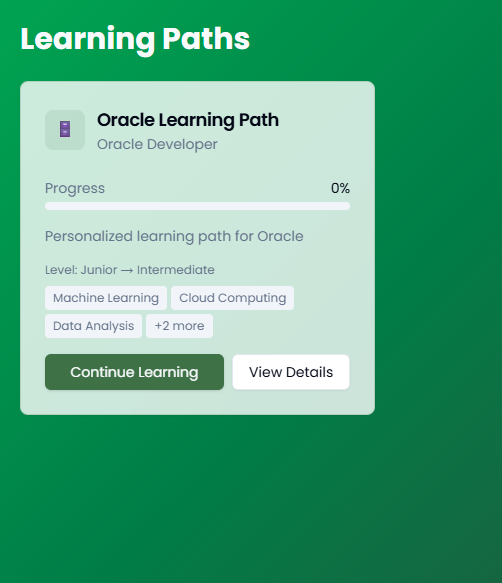 Learning Paths
Oracle Learning Path
Oracle Developer
Progress 0%
Personalized learning path for Oracle
Level: Junior → Intermediate
Machine Learning Cloud Computing
Data Analysis +2 more
Continue Learning View Details